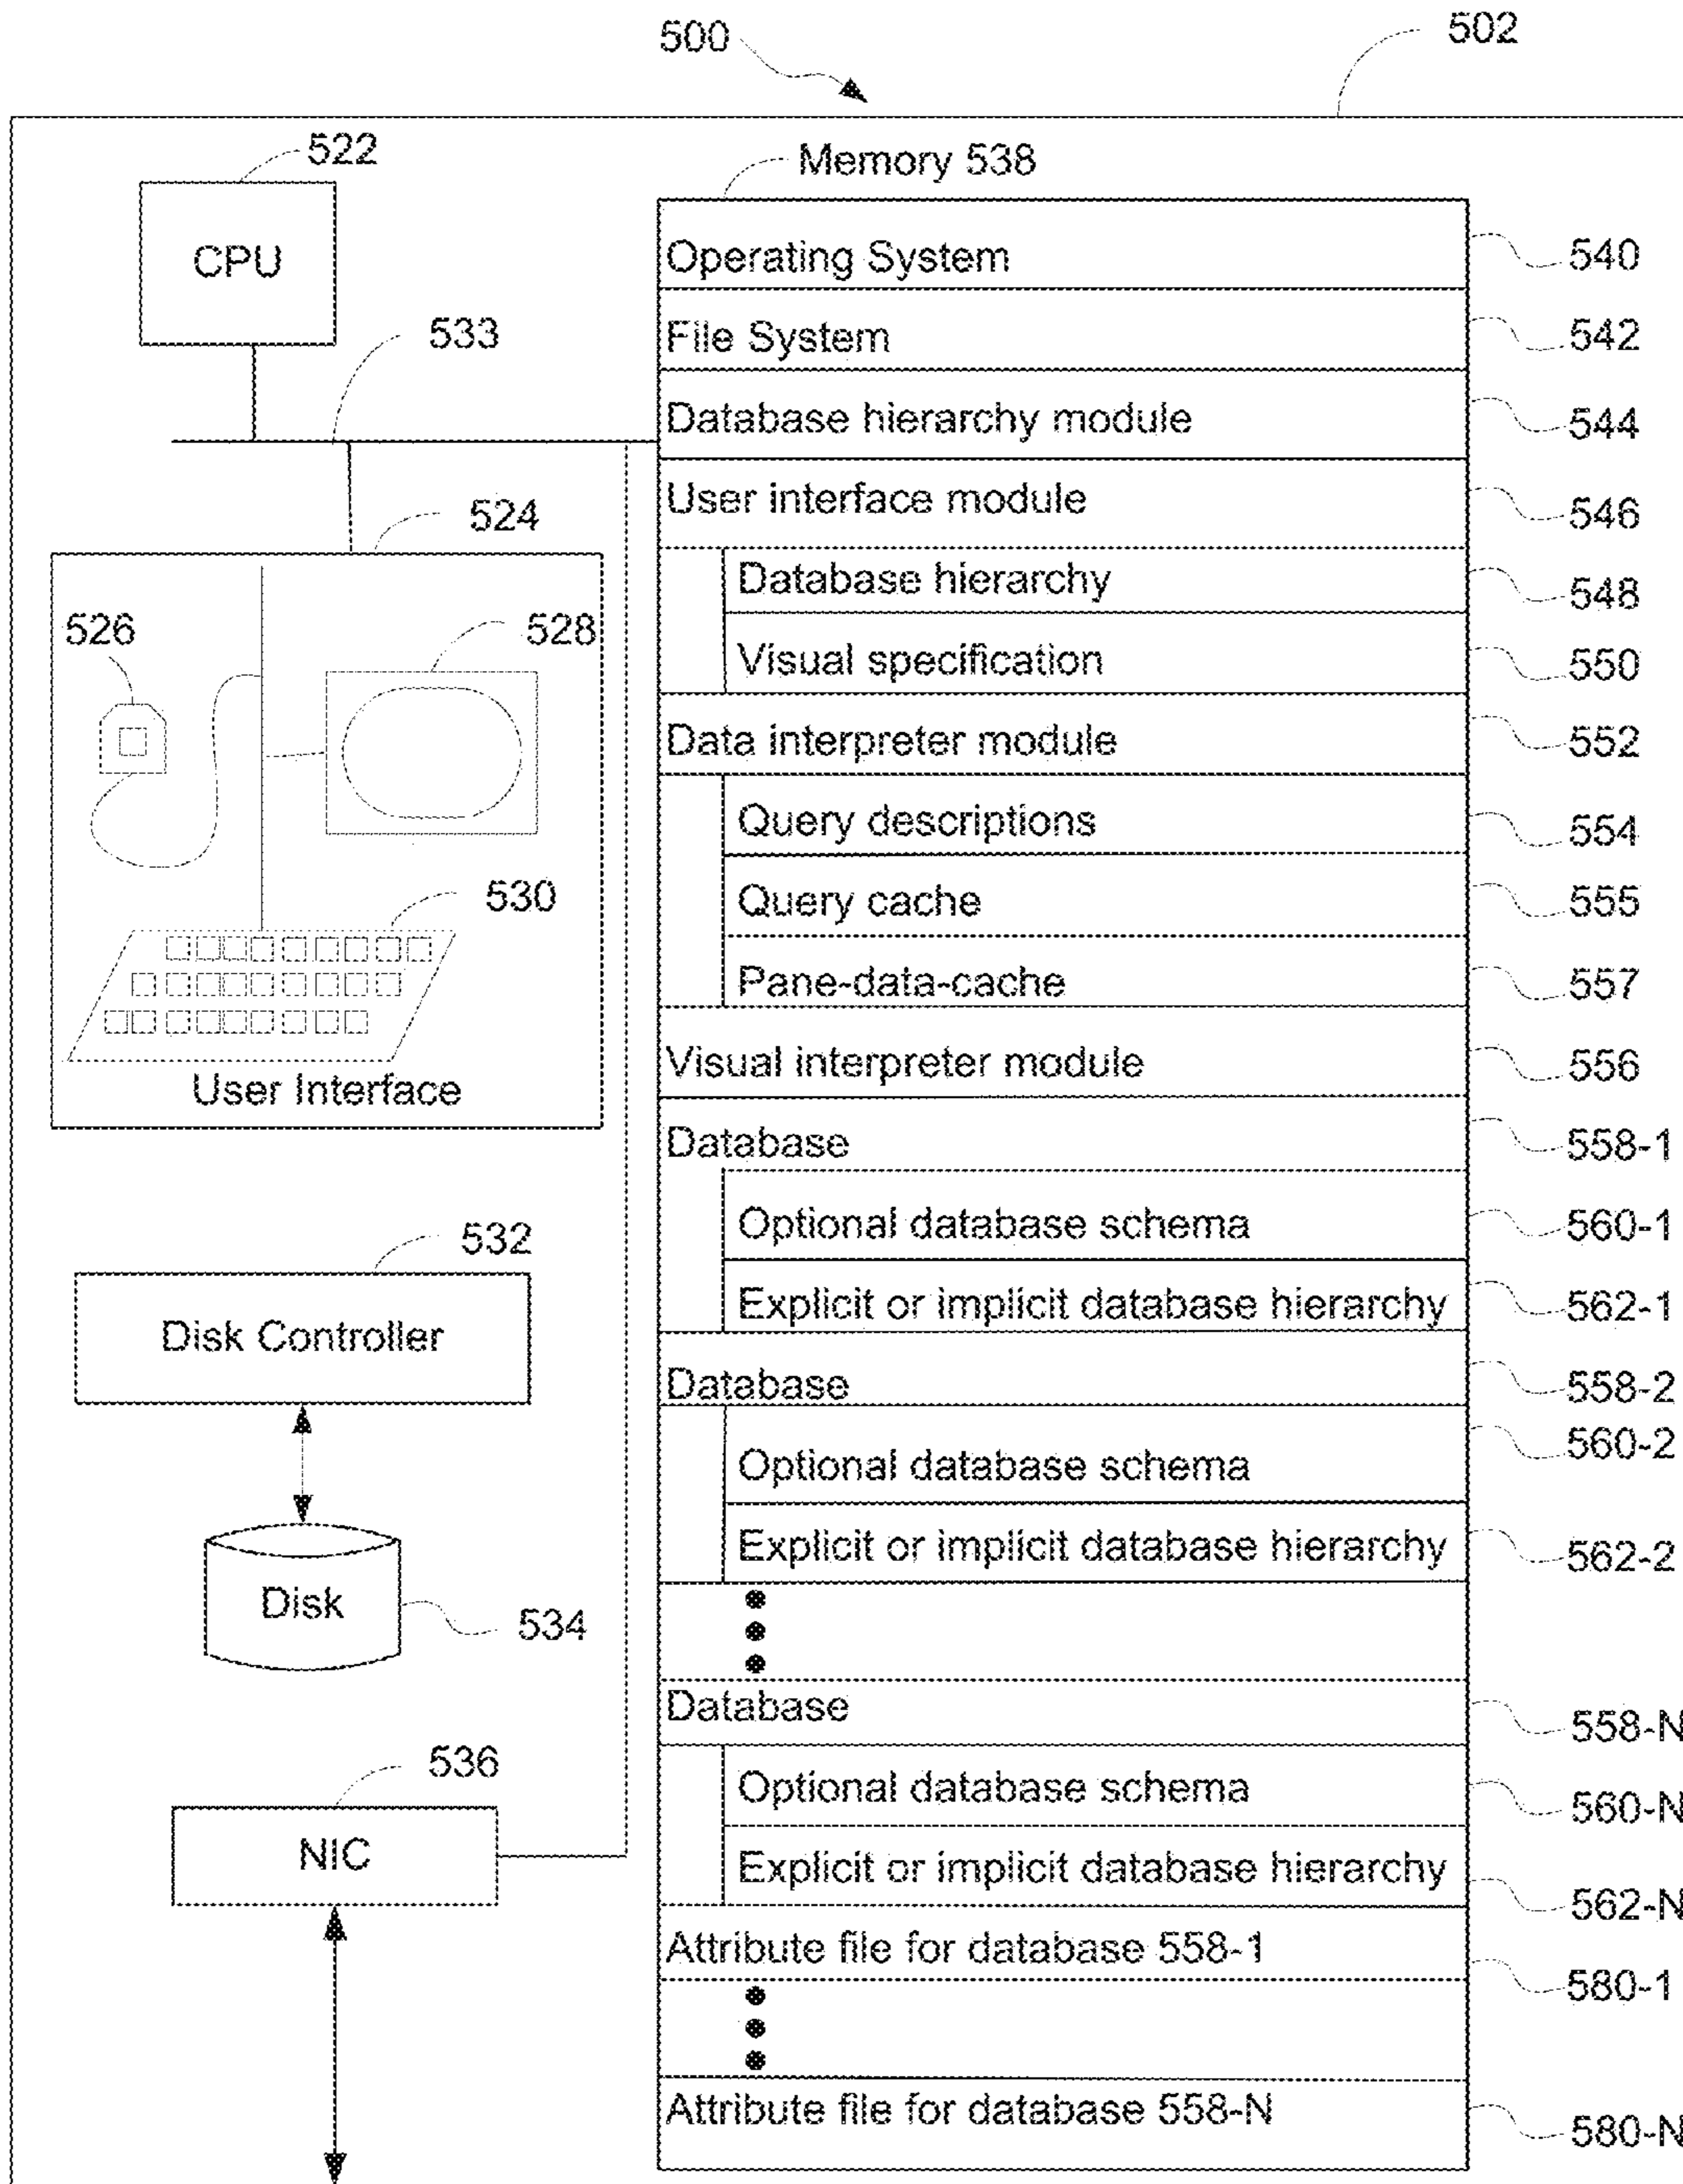 500
502
522
CPU
533
524
526
528
530
User Interface
532
Disk Controller
Disk
534
536
NIC
Memory 538
Operating System 540
File System 542
Database hierarchy module 544
User interface module 546
Database hierarchy 548
Visual specification 550
Data interpreter module 552
Query descriptions 554
Query cache 555
Pane-data-cache 557
Visual interpreter module 556
Database 558-1
Optional database schema 560-1
Explicit or implicit database hierarchy 562-1
Database 558-2
Optional database schema 560-2
Explicit or implicit database hierarchy 562-2
Database 558-N
Optional database schema 560-N
Explicit or implicit database hierarchy 562-N
Attribute file for database 558-1 580-1
Attribute file for database 558-N 580-N